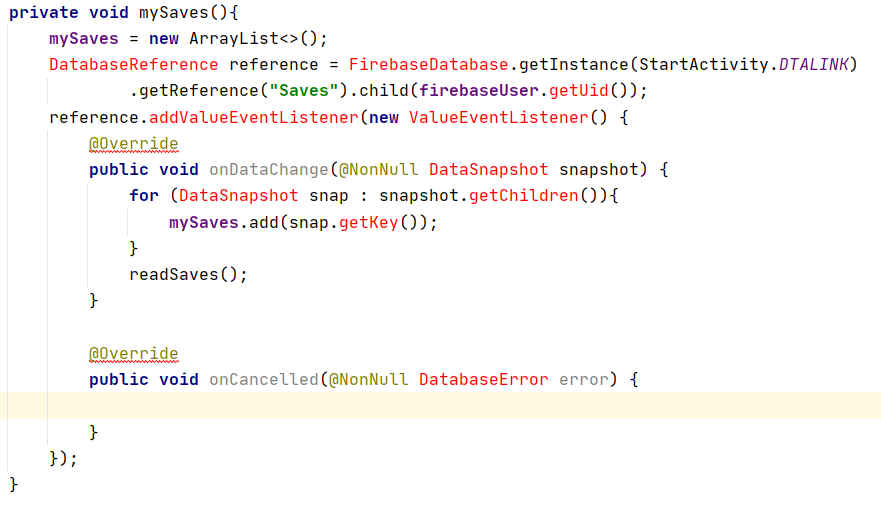 private void mySaves(){
    mySaves = new ArrayList<>();
    DatabaseReference reference = FirebaseDatabase.getInstance(StartActivity.DTALINK)
            .getReference("Saves").child(firebaseUser.getUid());
    reference.addValueEventListener(new ValueEventListener() {
        @Override
        public void onDataChange(@NonNull DataSnapshot snapshot) {
            for (DataSnapshot snap : snapshot.getChildren()){
                mySaves.add(snap.getKey());
            }
            readSaves();
        }
        @Override
        public void onCancelled(@NonNull DatabaseError error) {
        }
    });
}